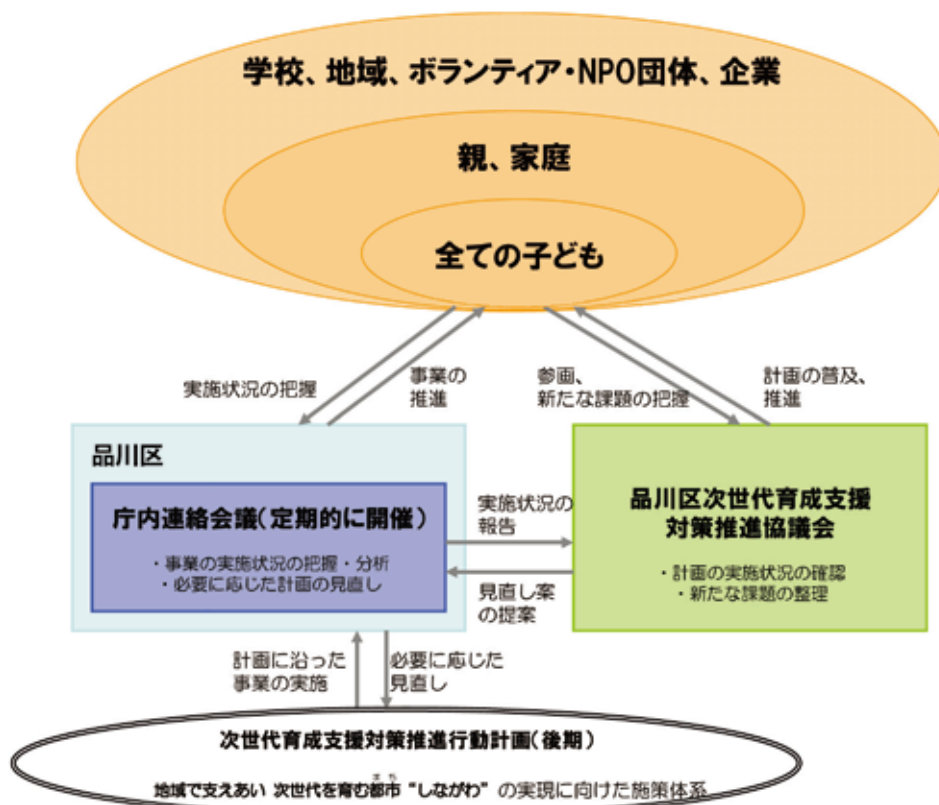 学校、地域、ボランティア・NPO団体、企業
親、家庭
全ての子ども
実施状況の把握
事業の
推進
参画、
新たな課題の把握
計画の普及、
推進
品川区
庁内連絡会議（定期的に開催）
・事業の実施状況の把握・分析
・必要に応じた計画の見直し
実施状況の
報告
見直し案
の提案
品川区次世代育成支援
対策推進協議会
・計画の実施状況の確認
・新たな課題の整理
計画に沿った
事業の実施
必要に応じた
見直し
次世代育成支援対策推進行動計画（後期）
まち
地域で支えあい 次世代を育む都市 “しながわ” の実現に向けた施策体系